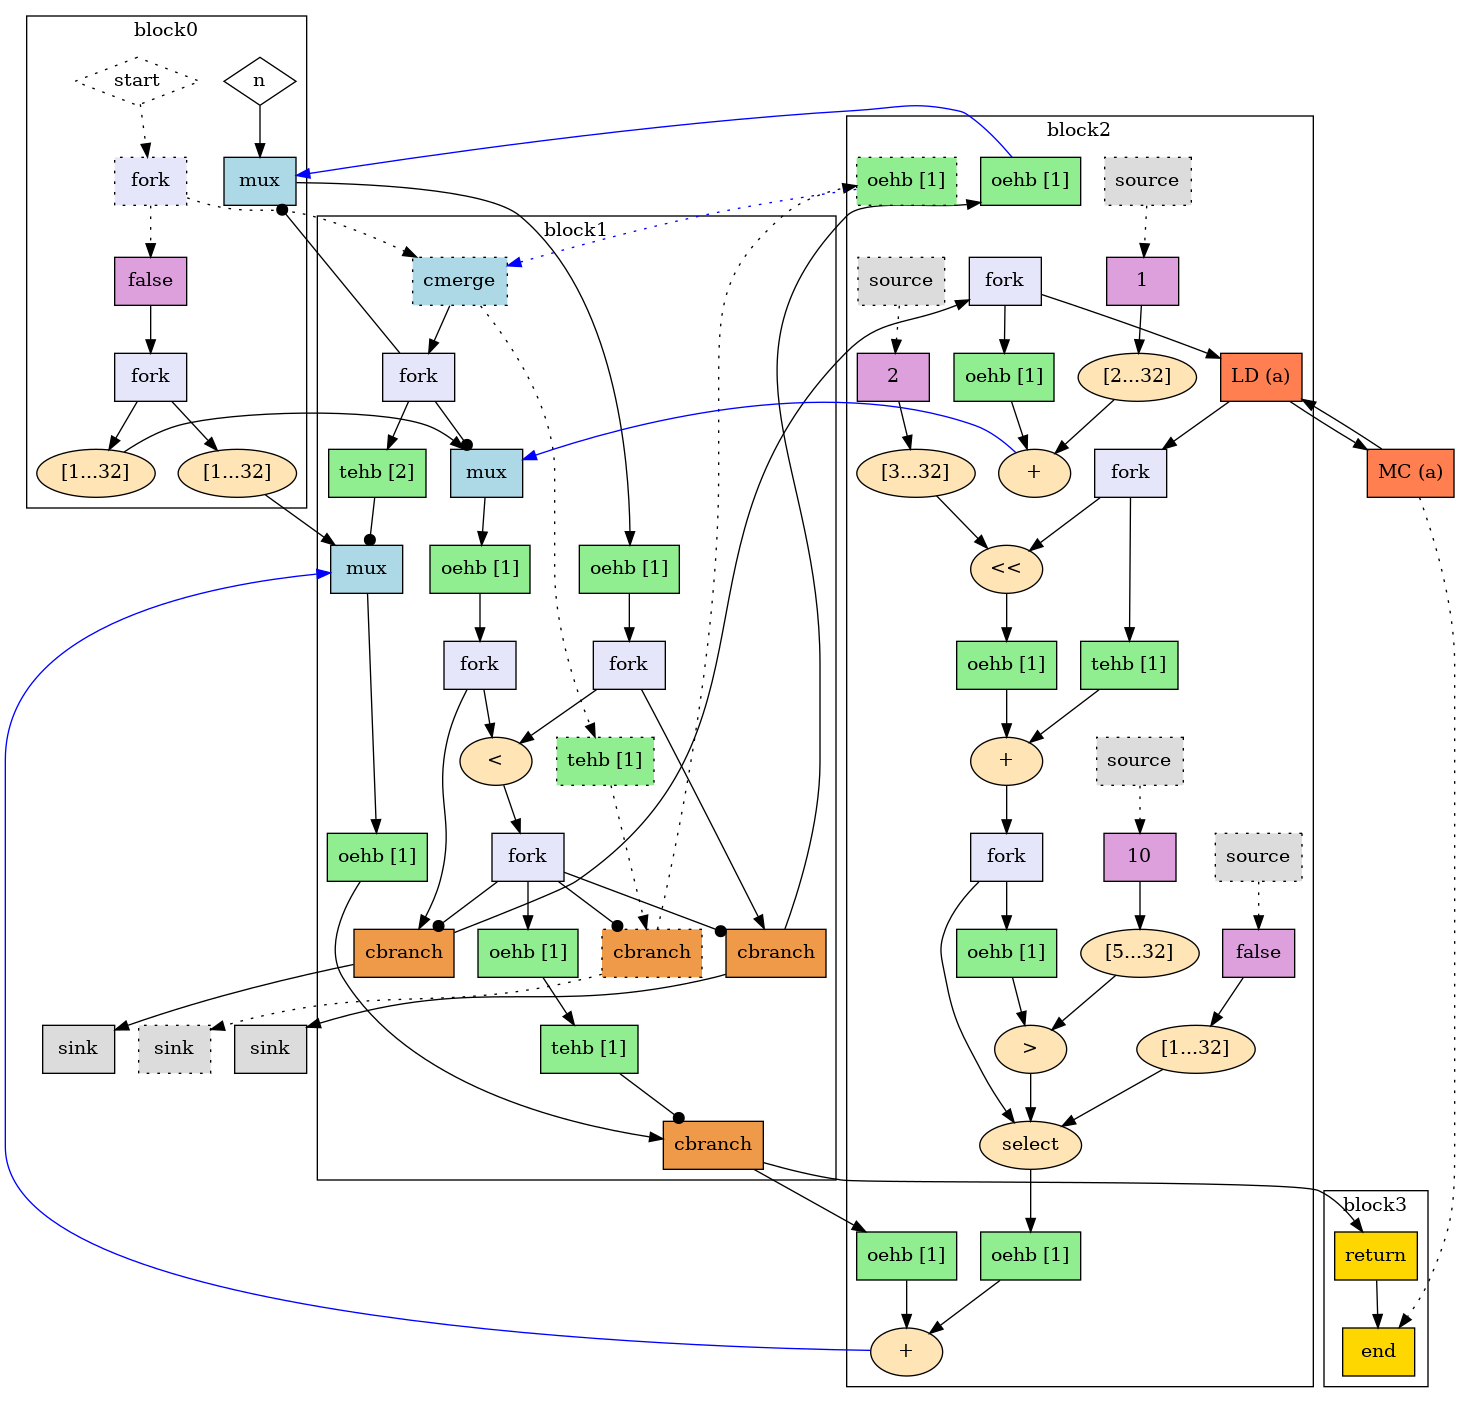 block0
start
n
fork
mux
false
fork
[1...32]
[1...32]
block1
cmerge
fork
tehb [2]
mux
mux
oehb [1]
oehb [1]
fork
fork
<
tehb [1]
oehb [1]
fork
cbranch
oehb [1]
cbranch
cbranch
sink
sink
sink
tehb [1]
cbranch
block2
oehb [1]
oehb [1]
source
source
fork
1
2
oehb [1]
[2...32]
LD (a)
[3...32]
+
fork
MC (a)
<<
oehb [1]
tehb [1]
+
source
fork
10
source
oehb [1]
[5...32]
false
>
[1...32]
select
oehb [1]
oehb [1]
+
block3
return
end